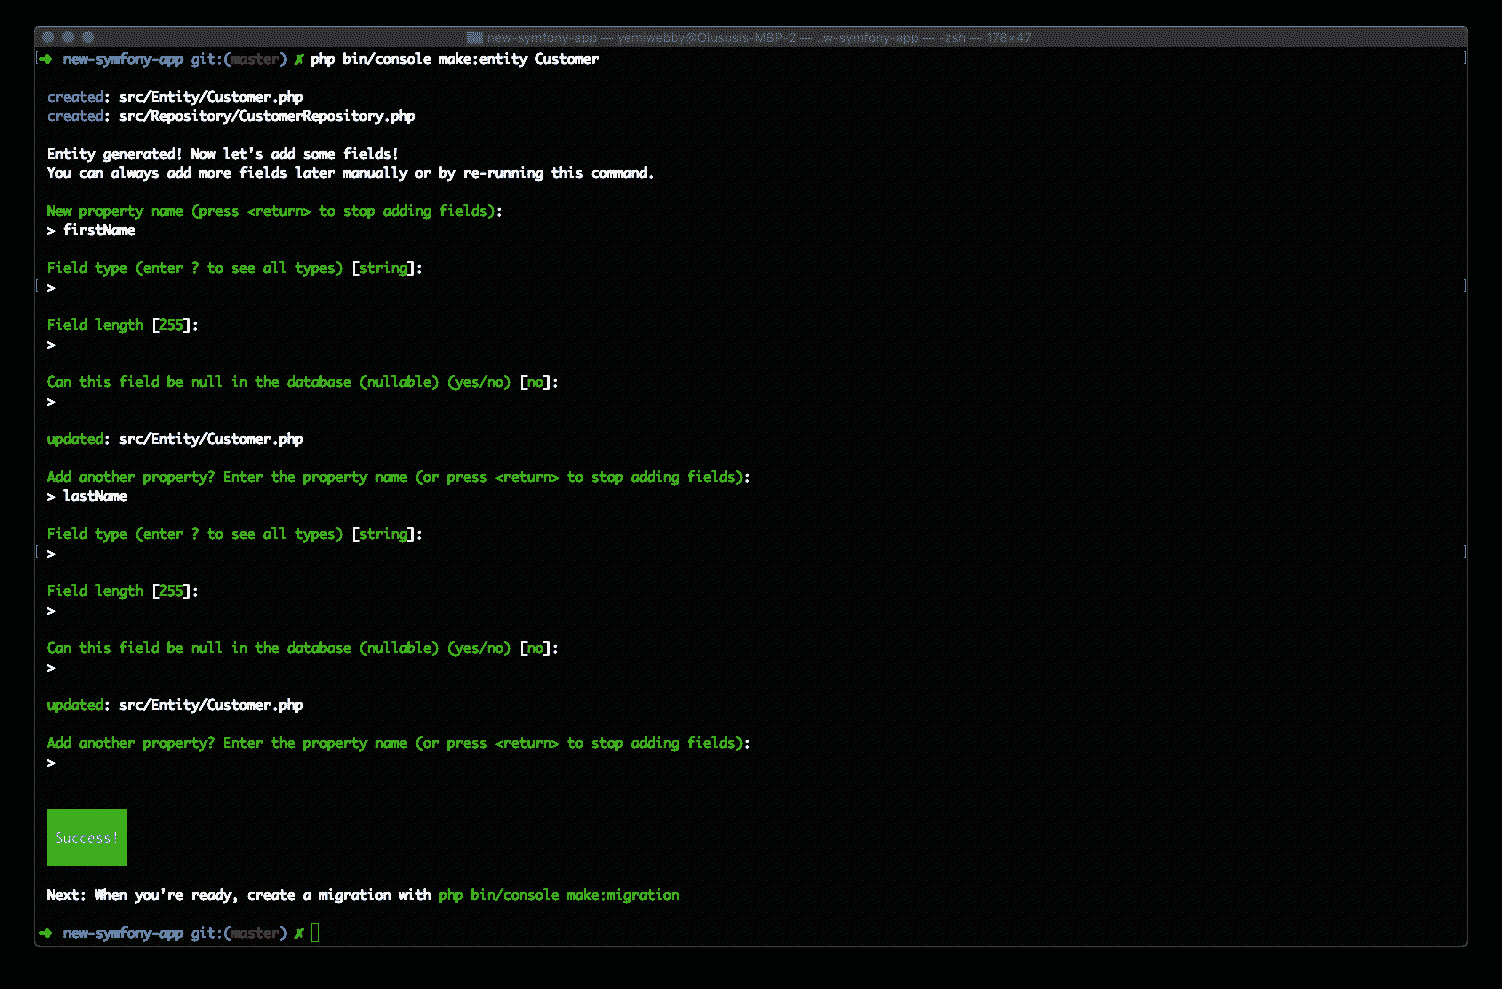 new-symfony-app — yemiwebby@Olususis-MBP-2 — ..w-symfony-app — -zsh — 178×47
➜ new-symfony-app git:(master) ✗ php bin/console make:entity Customer
created: src/Entity/Customer.php
created: src/Repository/CustomerRepository.php
Entity generated! Now let's add some fields!
You can always add more fields later manually or by re-running this command.
New property name (press <return> to stop adding fields):
> firstName
Field type (enter ? to see all types) [string]:
>
Field length [255]:
>
Can this field be null in the database (nullable) (yes/no) [no]:
>
updated: src/Entity/Customer.php
Add another property? Enter the property name (or press <return> to stop adding fields):
> lastName
Field type (enter ? to see all types) [string]:
>
Field length [255]:
>
Can this field be null in the database (nullable) (yes/no) [no]:
>
updated: src/Entity/Customer.php
Add another property? Enter the property name (or press <return> to stop adding fields):
>
Success!
Next: When you're ready, create a migration with php bin/console make:migration
➜ new-symfony-app git:(master) ✗